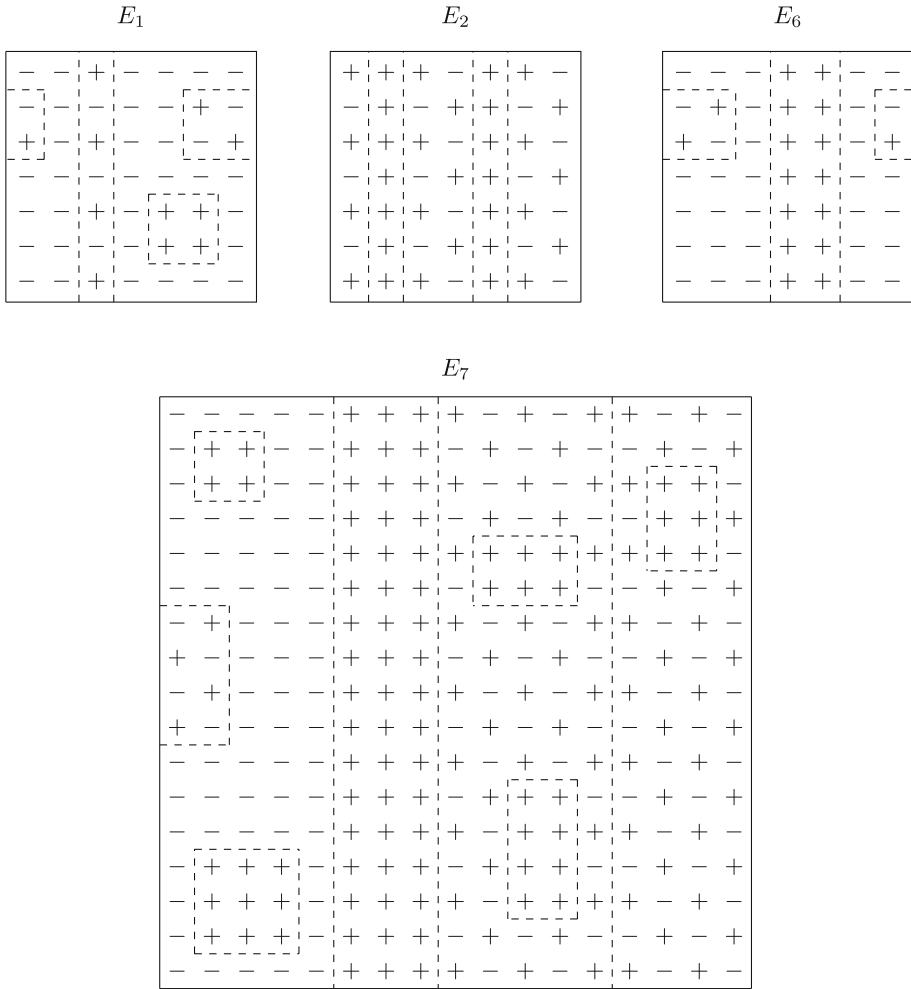 E₁ E₂ E₆
− − + − − − − + + + − + + − − − − + + − −
− − − − − + − − + − + + − + − + − + + − −
+ − + − − − + + + + − + + − + − − + + − +
− − − − − − − − + − + + − + − − − + + − −
− − + − + + − + + + − + + − − − − + + − −
− − − − + + − − + − + + − + − − − + + − −
− − + − − − − + + + − + + − − − − + + − −
E₇
− − − − − + + + + − + − + + − + −
− + + − − + + + − + − + − − + − +
− + + − − + + + + − + − + + + + −
− − − − − + + + − + − + − − + + +
− − − − − + + + + + + + + + + + −
− − − − − + + + − + + + − − + − +
− + − − − + + + + − + − + + − + −
+ − − − − + + + − + − + − − + − +
− + − − − + + + + − + − + + − + −
+ − − − − + + + − + − + − − + − +
− − − − − + + + + − + − + + − + −
− − − − − + + + − + + + − − + − +
− − − − − + + + + − + + + + − + −
− + + + − + + + − + + + − − + − +
− + + + − + + + + − + + + + − + −
− + + + − + + + − + − + − − + − +
− − − − − + + + + − + − + + − + −